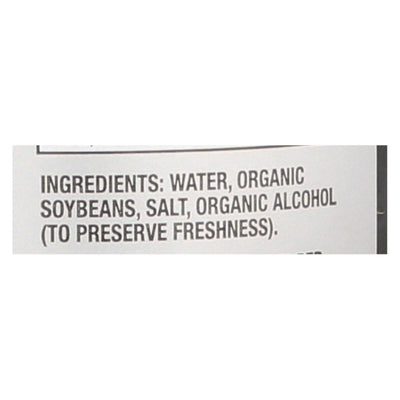 INGREDIENTS: WATER, ORGANIC
SOYBEANS, SALT, ORGANIC ALCOHOL
(TO PRESERVE FRESHNESS).